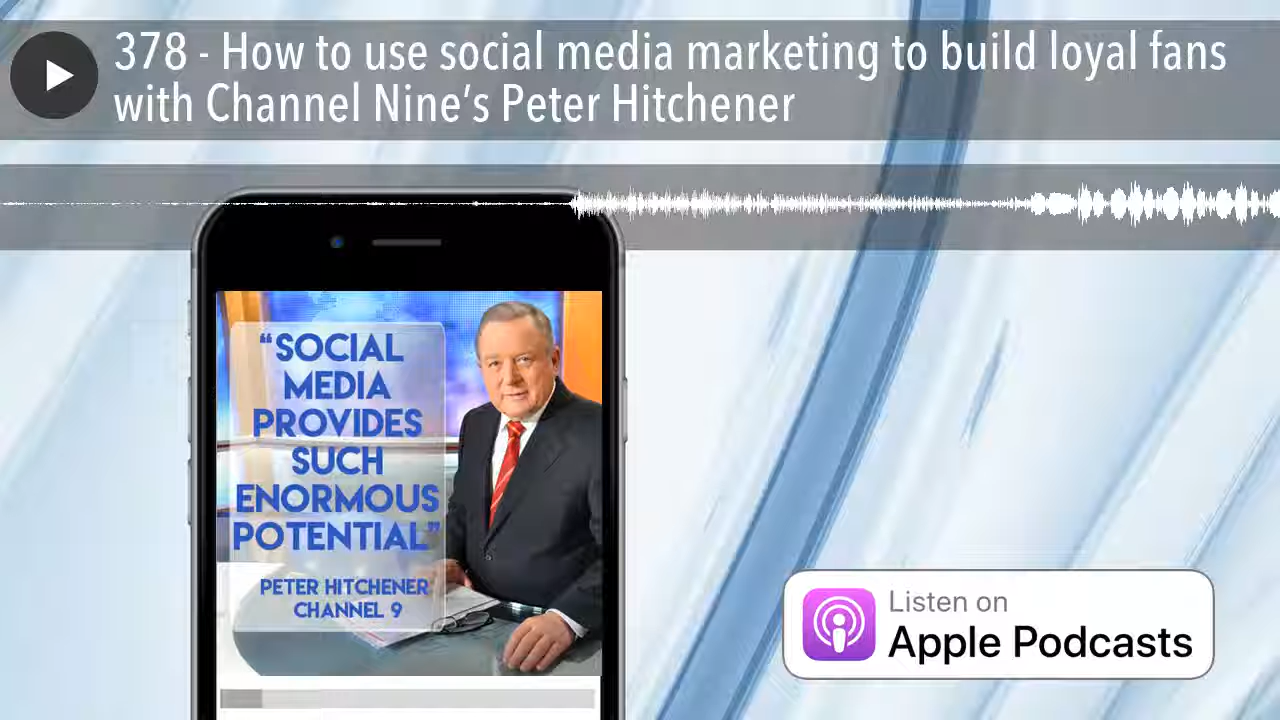 378 - How to use social media marketing to build loyal fans
with Channel Nine’s Peter Hitchener
“SOCIAL
MEDIA
PROVIDES
SUCH
ENORMOUS
POTENTIAL”
PETER HITCHENER
CHANNEL 9
Listen on
Apple Podcasts